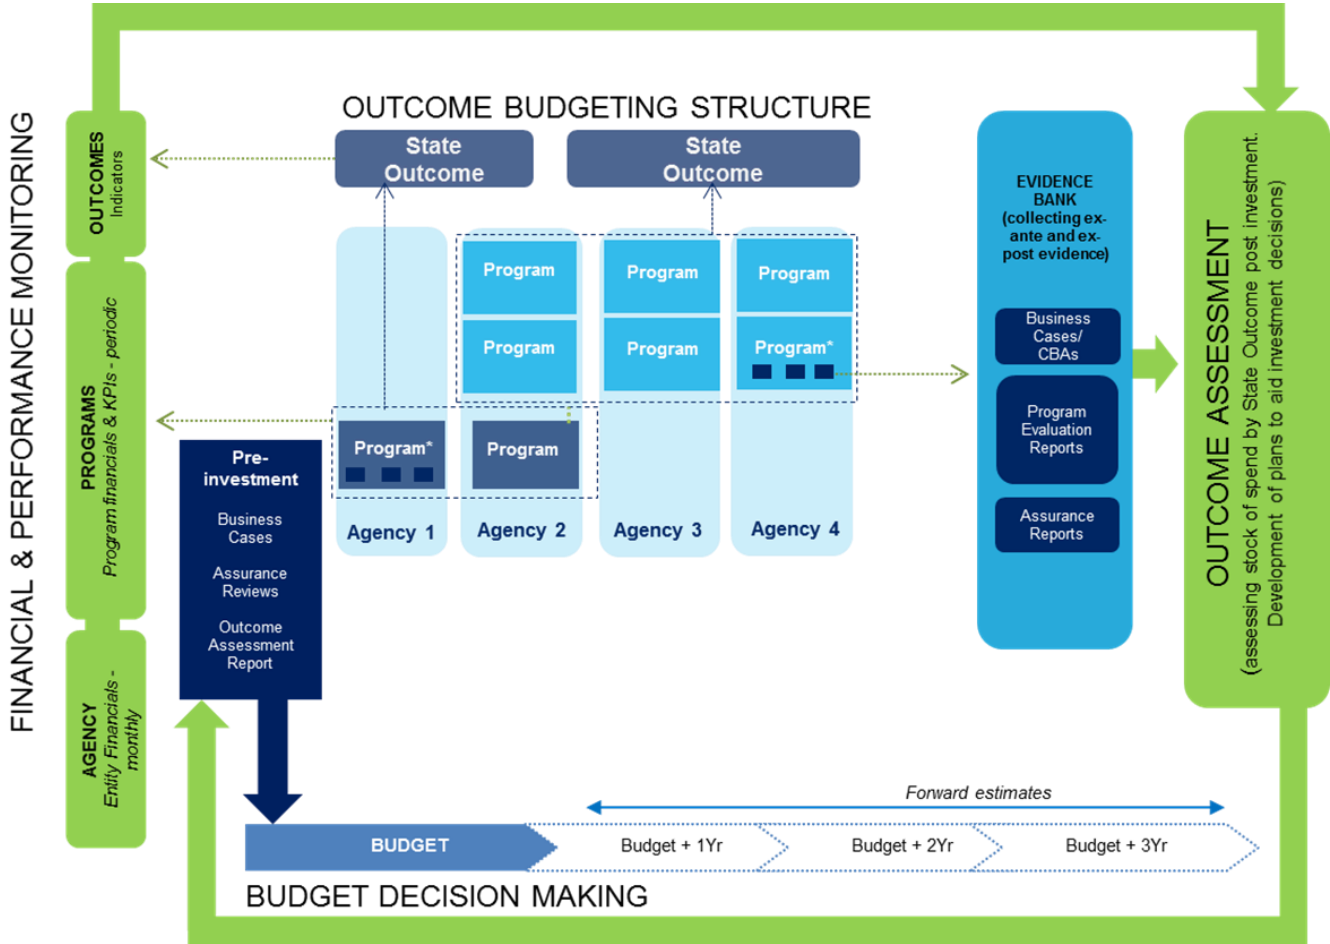 FINANCIAL & PERFORMANCE MONITORING
OUTCOMES
Indicators
PROGRAMS
Program financials & KPIs - periodic
AGENCY
Entity Financials -
monthly
OUTCOME BUDGETING STRUCTURE
State
Outcome
State
Outcome
Program
Program
Program
Program
Program
Program*
Program*
Program
Agency 1
Agency 2
Agency 3
Agency 4
Pre-
investment
Business
Cases
Assurance
Reviews
Outcome
Assessment
Report
EVIDENCE
BANK
(collecting ex-
ante and ex-
post evidence)
Business
Cases/
CBAs
Program
Evaluation
Reports
Assurance
Reports
OUTCOME ASSESSMENT
(assessing stock of spend by State Outcome post investment.
Development of plans to aid investment decisions)
Forward estimates
BUDGET
Budget + 1Yr
Budget + 2Yr
Budget + 3Yr
BUDGET DECISION MAKING